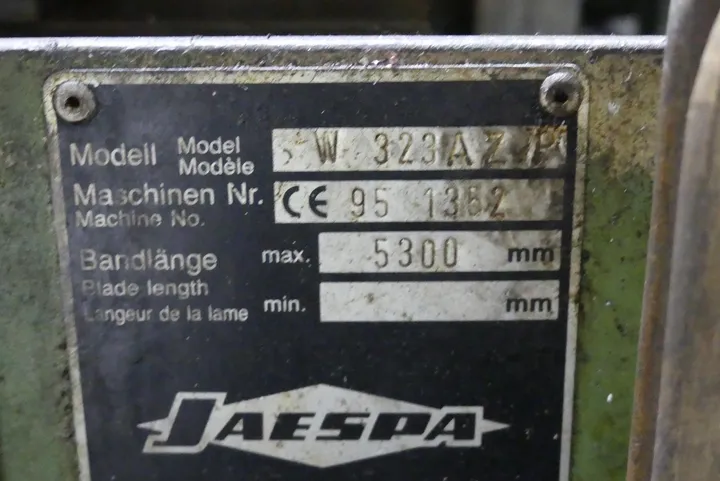 Modell Model W 323AZ P
Modèle
Maschinen Nr. CE 95 1362
Machine No.
Bandlänge max. 5300 mm
Blade length
Langeur de la lame min. mm
JAESPA